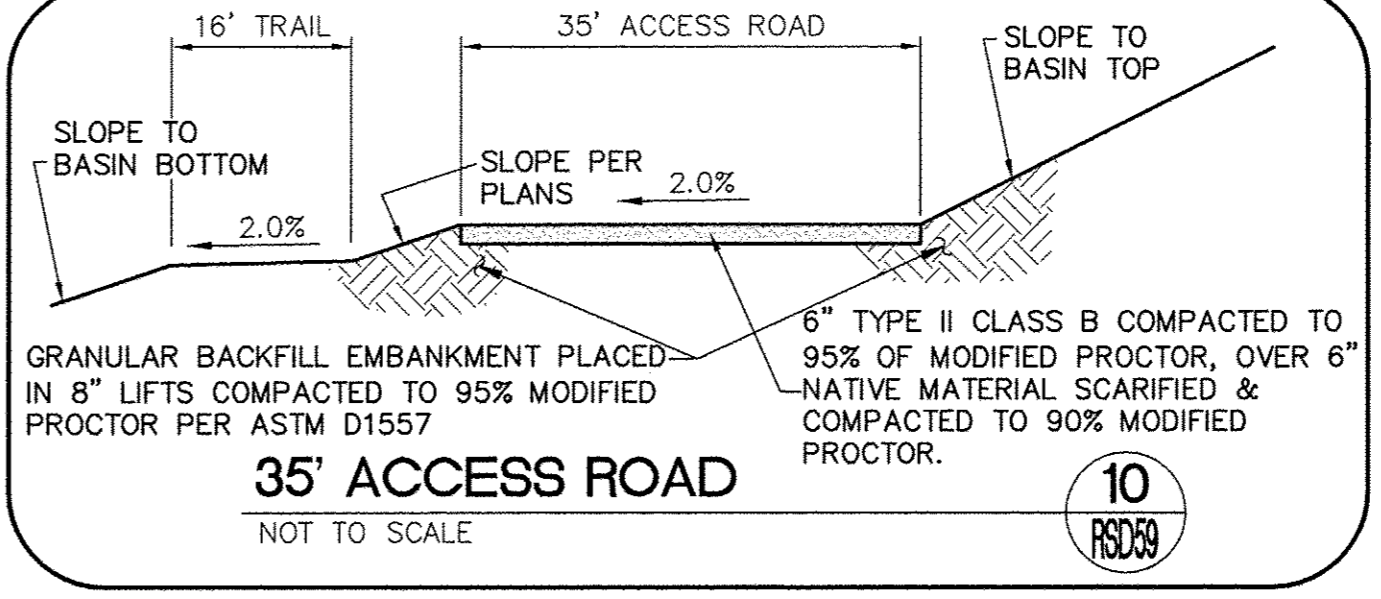 16' TRAIL
35' ACCESS ROAD
SLOPE TO
BASIN TOP
SLOPE TO
BASIN BOTTOM
SLOPE PER
PLANS
2.0%
2.0%
GRANULAR BACKFILL EMBANKMENT PLACED
IN 8" LIFTS COMPACTED TO 95% MODIFIED
PROCTOR PER ASTM D1557
6" TYPE II CLASS B COMPACTED TO
95% OF MODIFIED PROCTOR, OVER 6"
NATIVE MATERIAL SCARIFIED &
COMPACTED TO 90% MODIFIED
PROCTOR.
35' ACCESS ROAD
NOT TO SCALE
10
RSD59